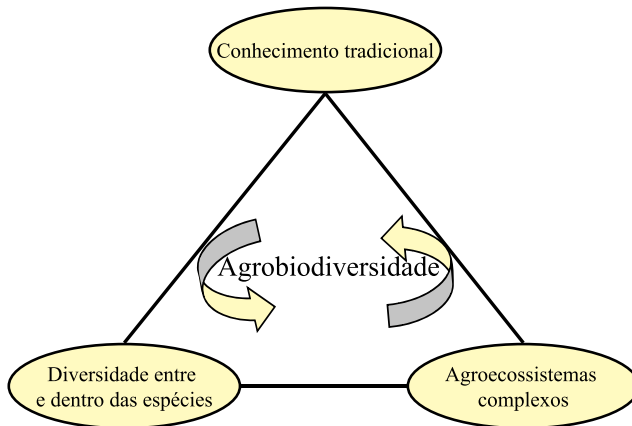 Conhecimento tradicional
Agrobiodiversidade
Diversidade entre
e dentro das espécies
Agroecossistemas
complexos